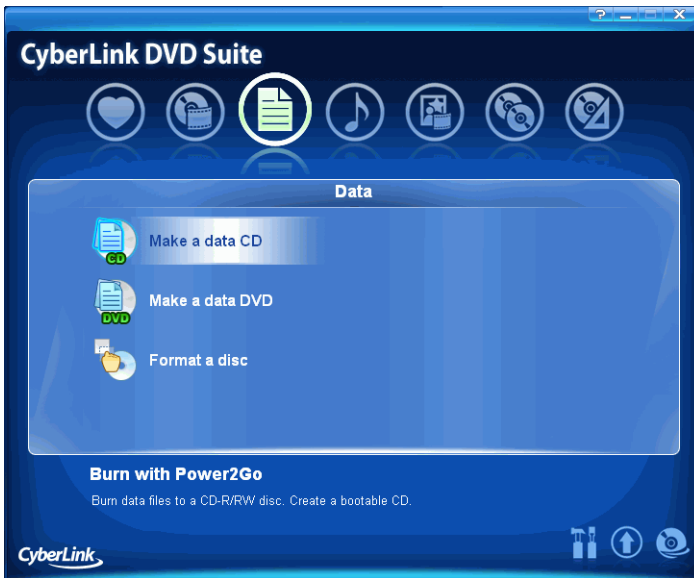 CyberLink DVD Suite
Data
CD
Make a data CD
DVD
Make a data DVD
Format a disc
Burn with Power2Go
Burn data files to a CD-R/RW disc. Create a bootable CD.
CyberLink